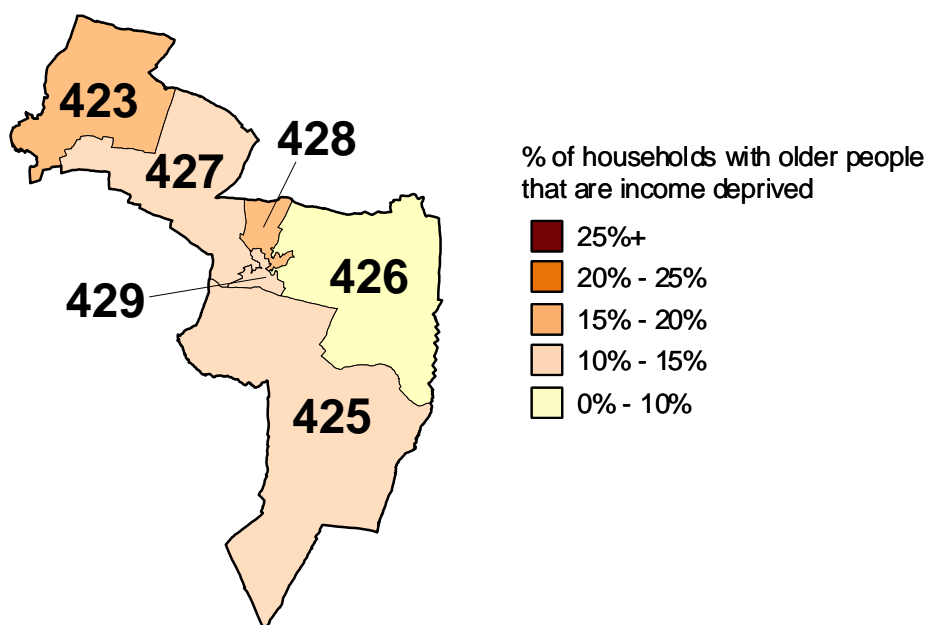 423
428
427
% of households with older people
that are income deprived
25%+
426
20% - 25%
429
15% - 20%
10% - 15%
425
0% - 10%